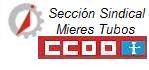 Sección Sindical
Mieres Tubos
CCOO